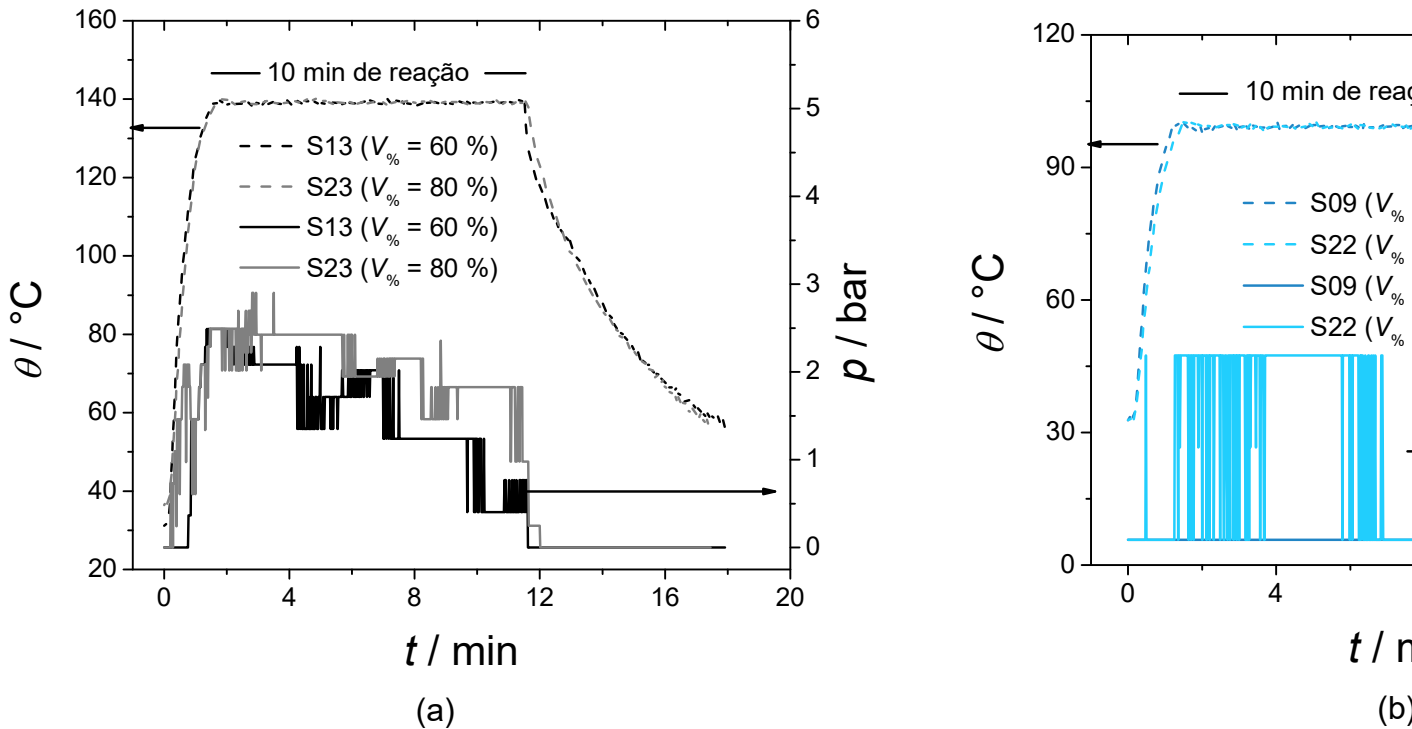 160
140
120
100
80
60
40
20
θ / °C
10 min de reação
S13 (V% = 60 %)
S23 (V% = 80 %)
S13 (V% = 60 %)
S23 (V% = 80 %)
6
5
4
3
2
1
0
p / bar
0 4 8 12 16 20
t / min
(a)
120
90
60
30
0
θ / °C
10 min de reaç
S09 (V%
S22 (V%
S09 (V%
S22 (V%
0 4
t / m
(b)